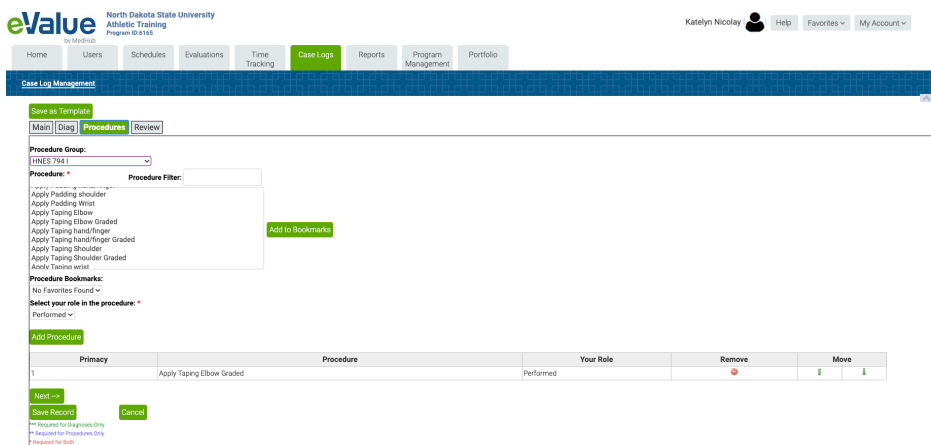 eValue
by MedHub
North Dakota State University
Athletic Training
Program ID:6165
Katelyn Nicolay
Help
Favorites
My Account
Home
Users
Schedules
Evaluations
Time Tracking
Case Logs
Reports
Program Management
Portfolio
Case Log Management
Save as Template
Main
Diag
Procedures
Review
Procedure Group:
HNES 794 I
Procedure: *
Procedure Filter:
Apply Padding shoulder
Apply Padding Wrist
Apply Taping Elbow
Apply Taping Elbow Graded
Apply Taping hand/finger
Apply Taping hand/finger Graded
Apply Taping Shoulder
Apply Taping Shoulder Graded
Apply Taping wrist
Add to Bookmarks
Procedure Bookmarks:
No Favorites Found
Select your role in the procedure: *
Performed
Add Procedure
Primacy Procedure Your Role Remove Move
1 Apply Taping Elbow Graded Performed
Next -->
Save Record
Cancel
*** Required for Diagnoses Only
** Required for Procedures Only
* Required for Both